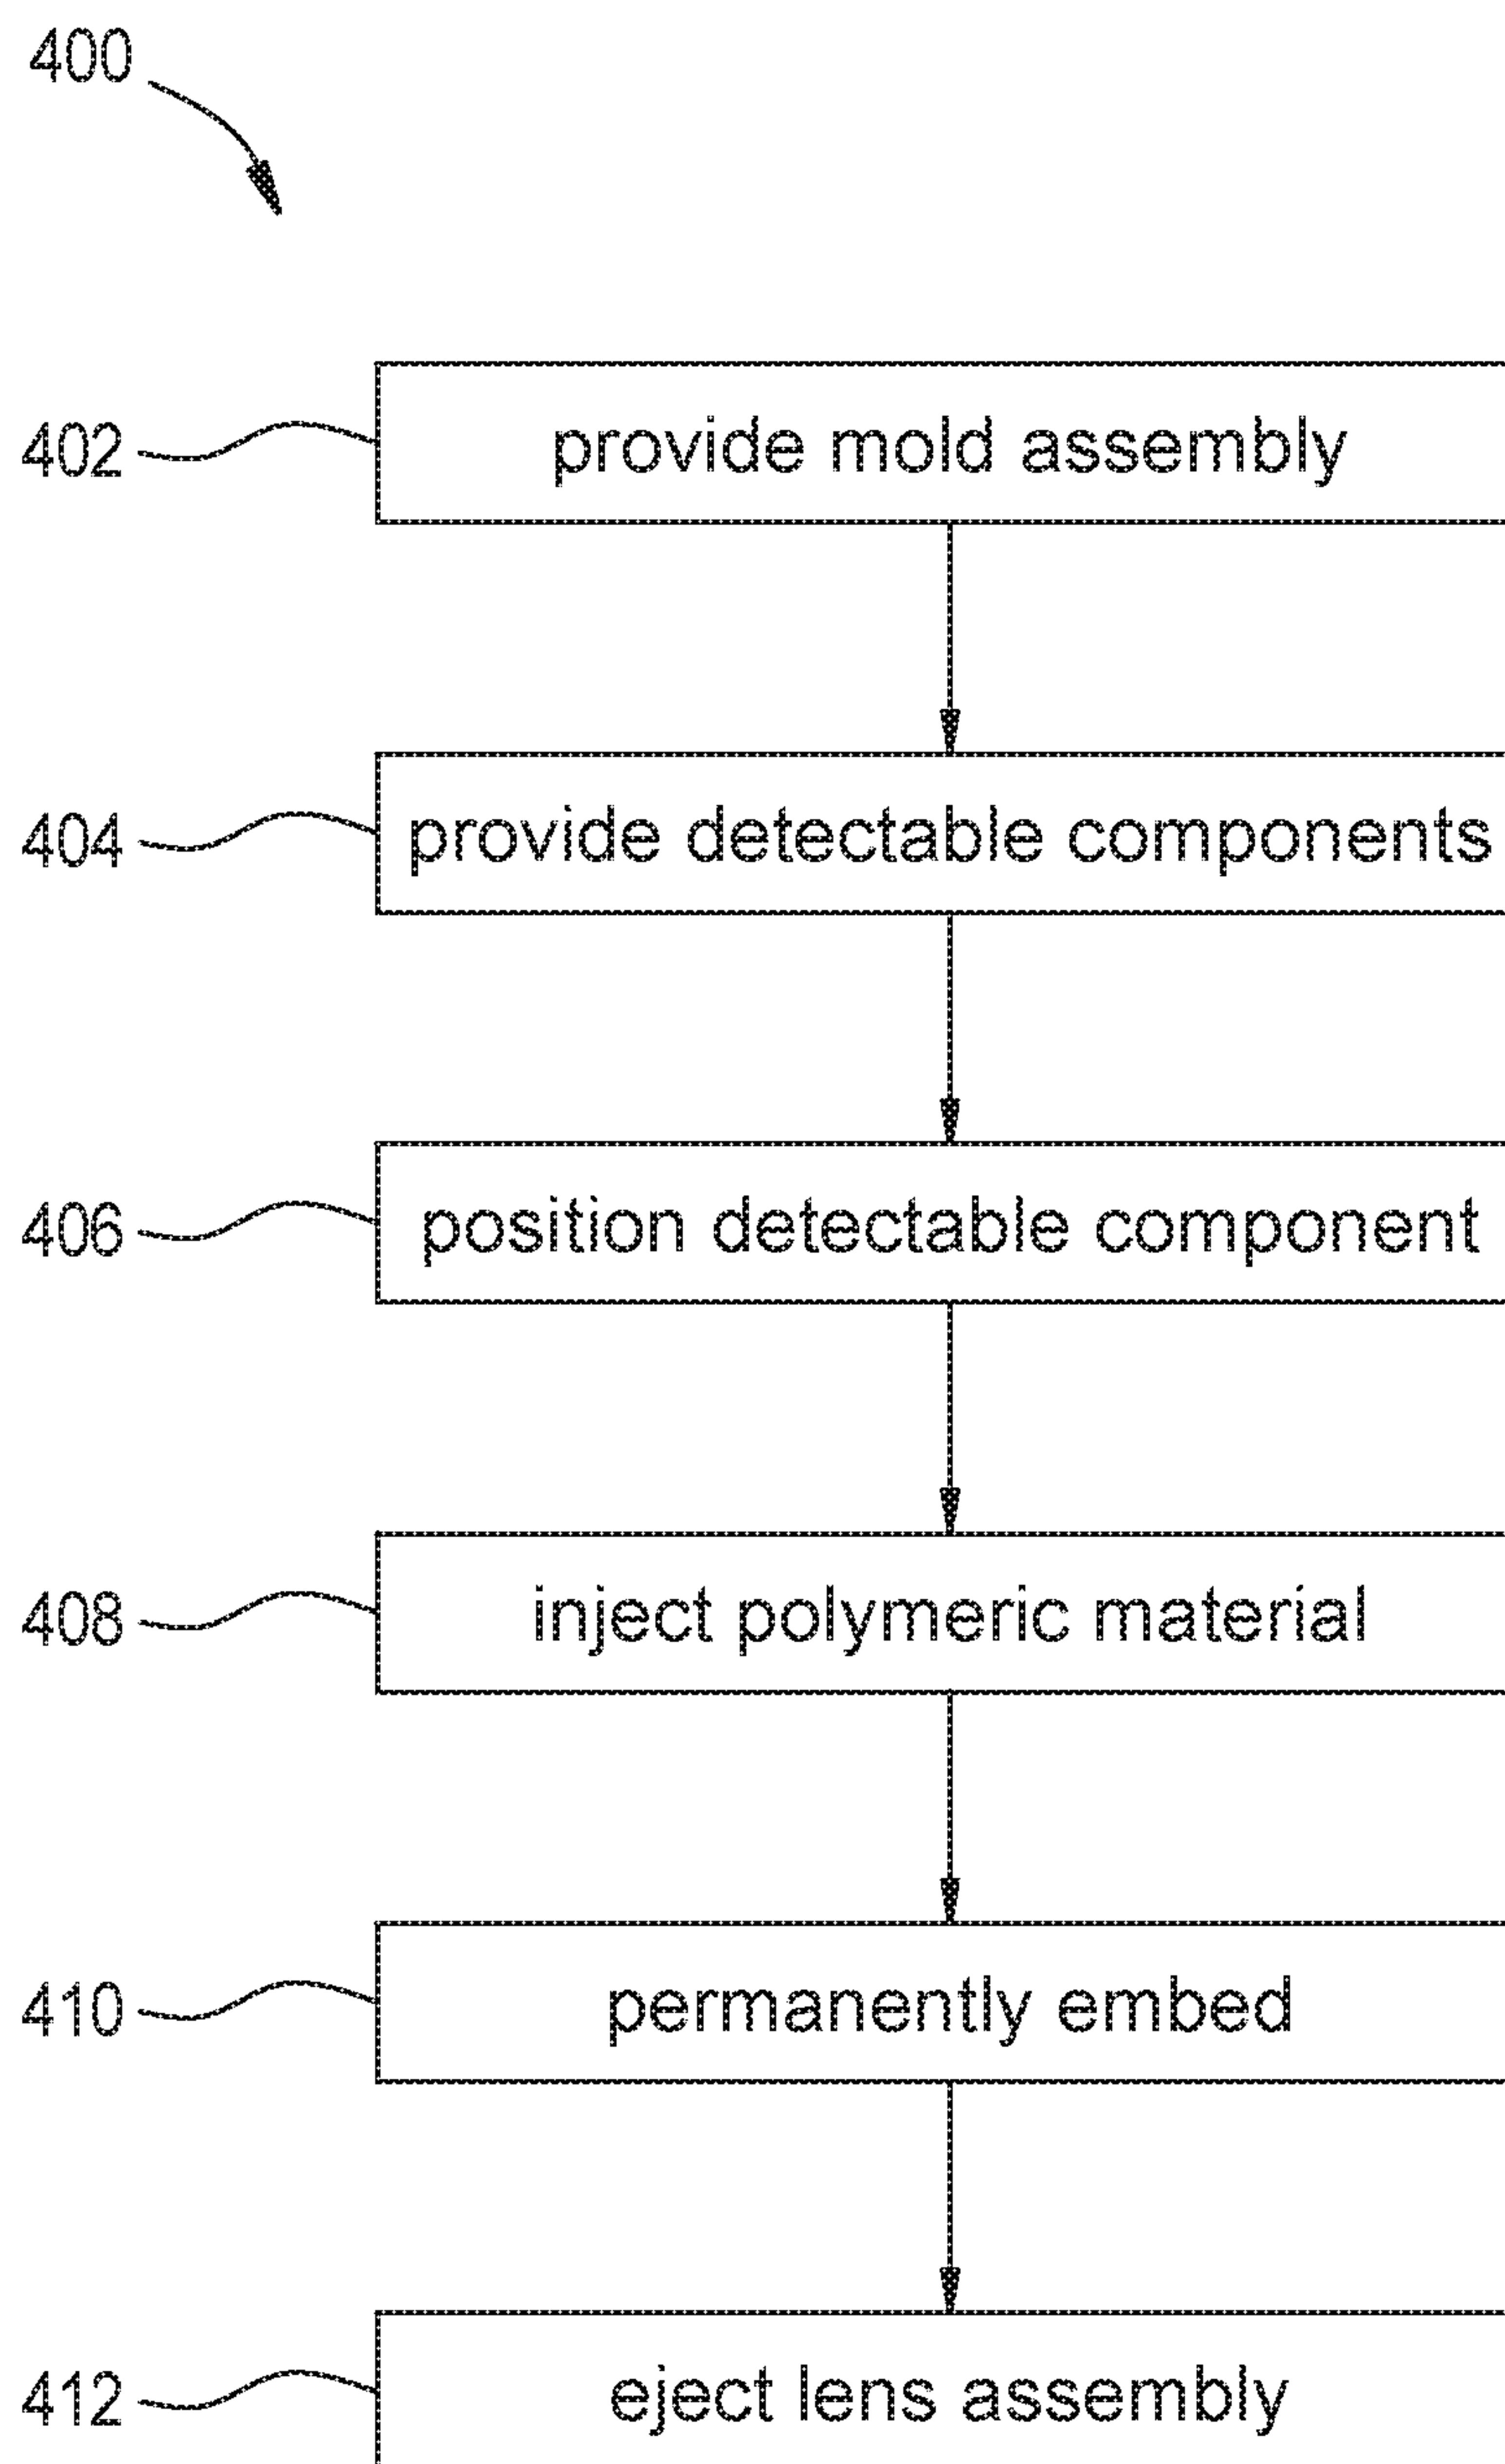 400
402 provide mold assembly
404 provide detectable components
406 position detectable component
408 inject polymeric material
410 permanently embed
412 eject lens assembly